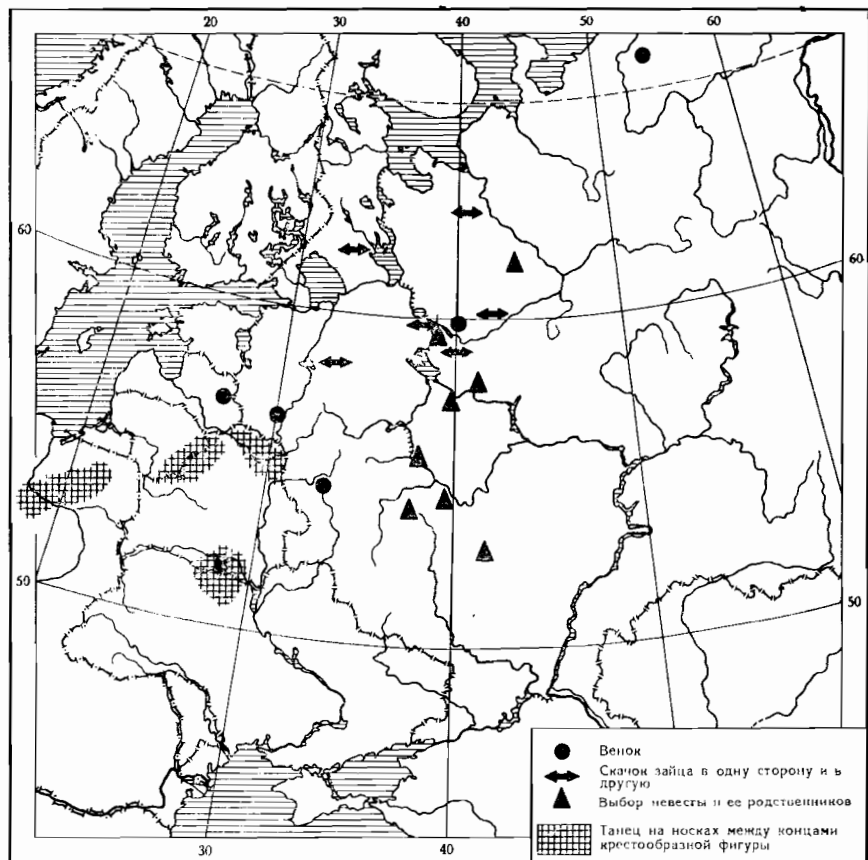 20 30 40 50 60
60 60
50 50
30 40
Венок
Скачок зайца в одну сторону и в
другую
Выбор невесты и ее родственников
Танец на носках между концами
крестообразной фигуры